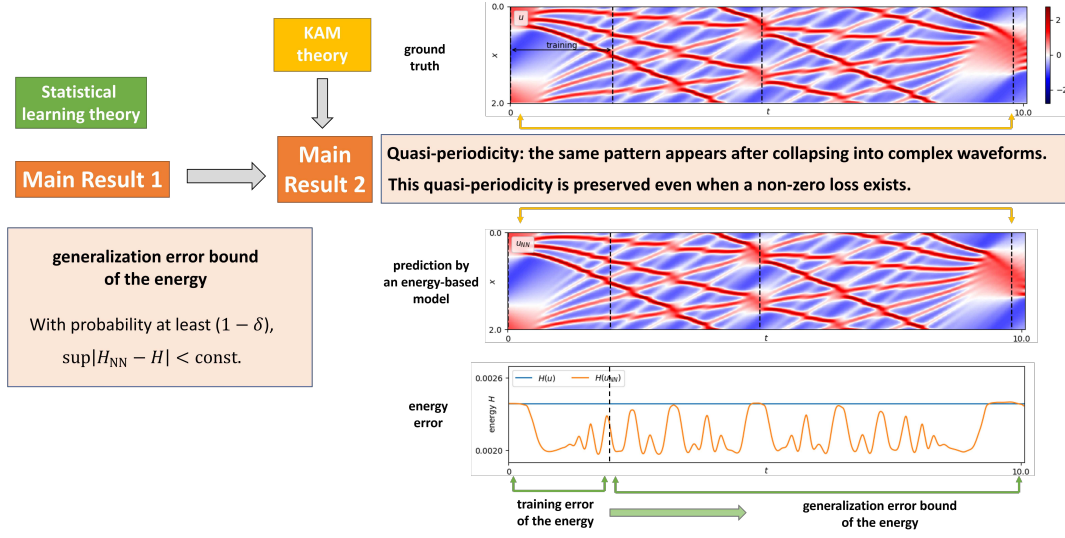 KAM
theory
Statistical
learning theory
Main Result 1
Main
Result 2
generalization error bound
of the energy
With probability at least (1 − δ),
sup|H_NN − H| < const.
ground
truth
u
training
0.0
x
2.0
0
t
10.0
2
0
−2
Quasi-periodicity: the same pattern appears after collapsing into complex waveforms.
This quasi-periodicity is preserved even when a non-zero loss exists.
prediction by
an energy-based
model
u_NN
0.0
x
2.0
0
t
10.0
energy
error
H(u)
H(u_NN)
0.0026
energy H
0.0020
0
t
10.0
training error
of the energy
generalization error bound
of the energy